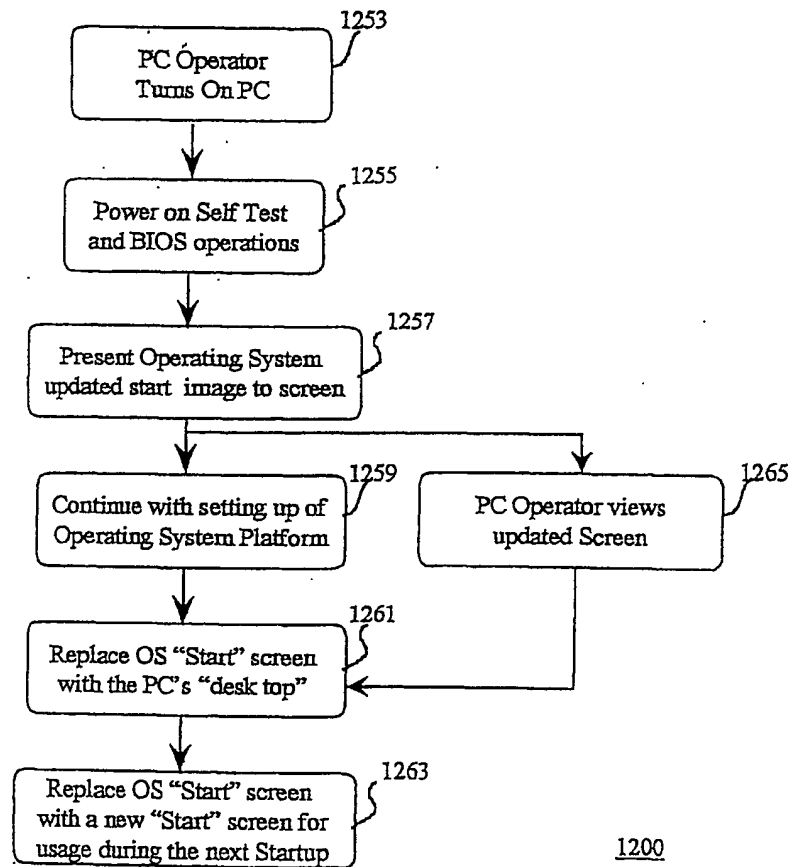 1253
PC Operator
Turns On PC
1255
Power on Self Test
and BIOS operations
1257
Present Operating System
updated start image to screen
1259
Continue with setting up of
Operating System Platform
1265
PC Operator views
updated Screen
1261
Replace OS “Start” screen
with the PC’s “desk top”
1263
Replace OS “Start” screen
with a new “Start” screen for
usage during the next Startup
1200